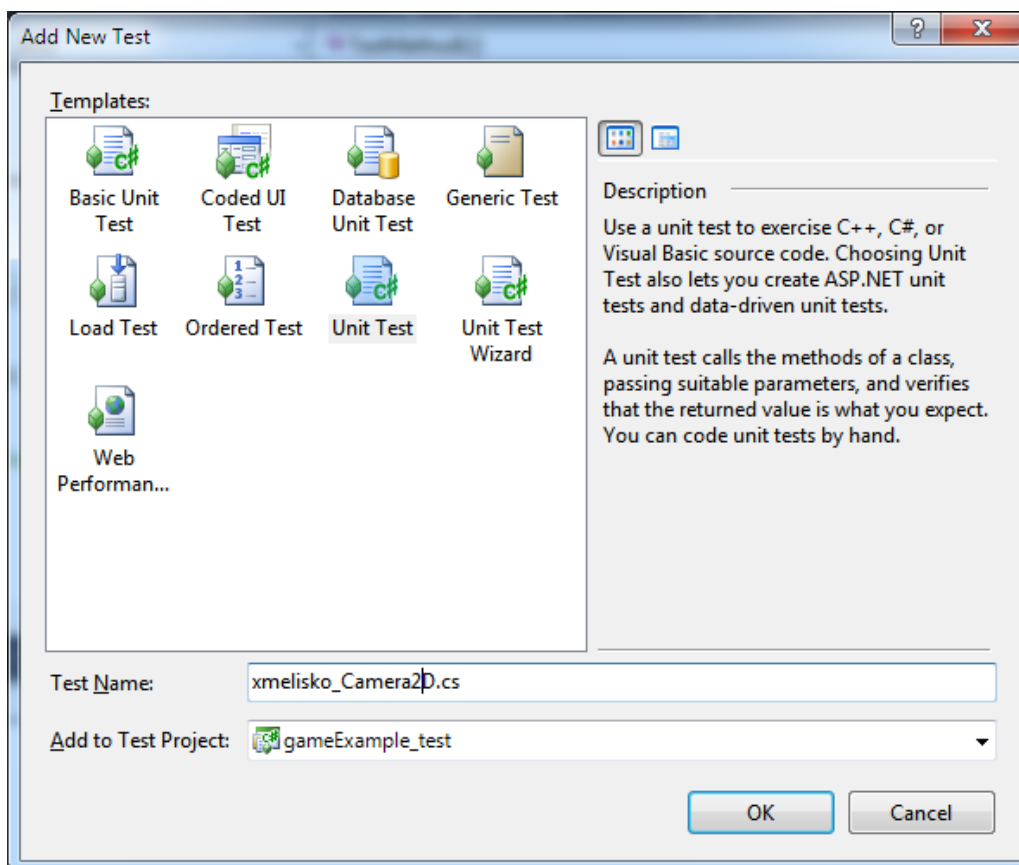 Add New Test
Templates:
Basic Unit
Test
Coded UI
Test
Database
Unit Test
Generic Test
Load Test
Ordered Test
Unit Test
Unit Test
Wizard
Web
Performan...
Description
Use a unit test to exercise C++, C#, or
Visual Basic source code. Choosing Unit
Test also lets you create ASP.NET unit
tests and data-driven unit tests.
A unit test calls the methods of a class,
passing suitable parameters, and verifies
that the returned value is what you expect.
You can code unit tests by hand.
Test Name:
xmelisko_Camera2D.cs
Add to Test Project:
gameExample_test
OK
Cancel